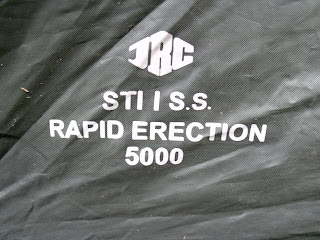 JRC
STI I S.S.
RAPID ERECTION
5000